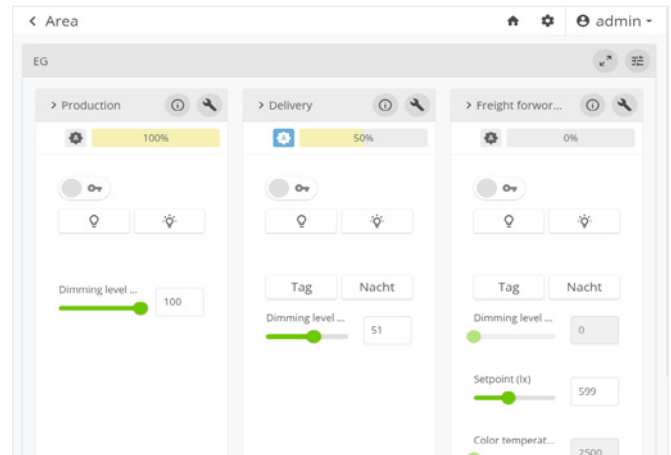 Area
admin
EG
Production
100%
Dimming level ...
100
Delivery
50%
Tag
Nacht
Dimming level ...
51
Freight forwor...
0%
Tag
Nacht
Dimming level ...
0
Setpoint (lx)
599
Color temperat...
2500